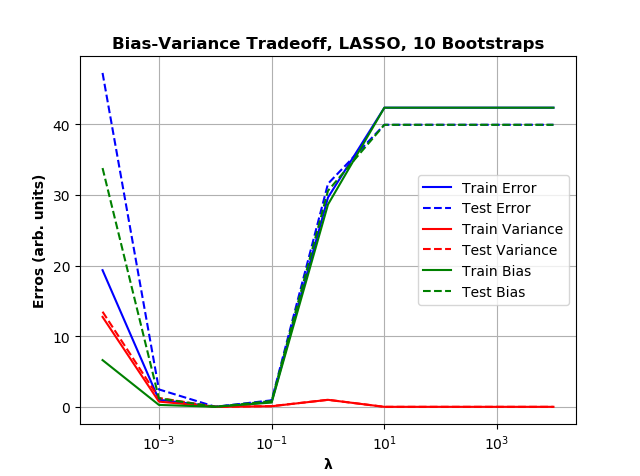 Bias-Variance Tradeoff, LASSO, 10 Bootstraps
Erros (arb. units)
40
30
20
10
0
Train Error
Test Error
Train Variance
Test Variance
Train Bias
Test Bias
10⁻³
10⁻¹
10¹
10³
λ